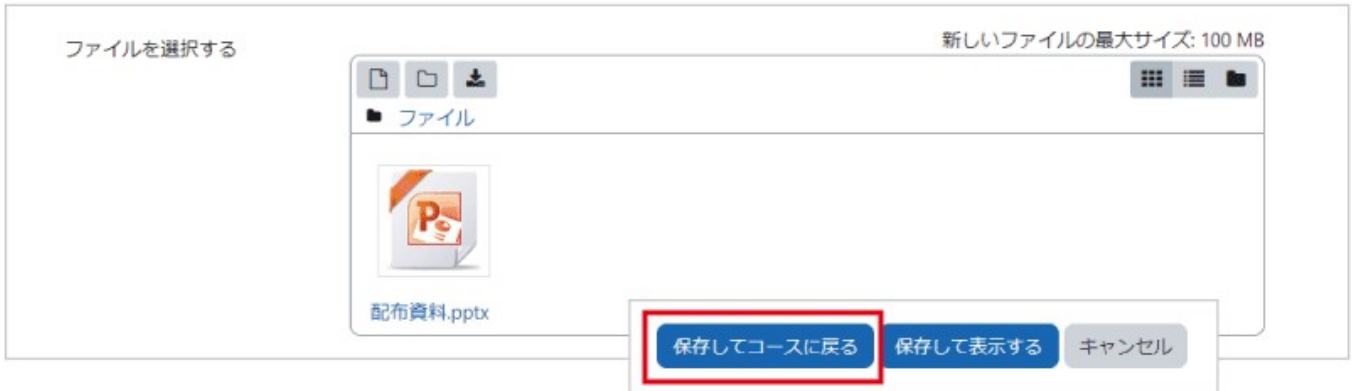 ファイルを選択する
新しいファイルの最大サイズ: 100 MB
ファイル
P
配布資料.pptx
保存してコースに戻る
保存して表示する
キャンセル